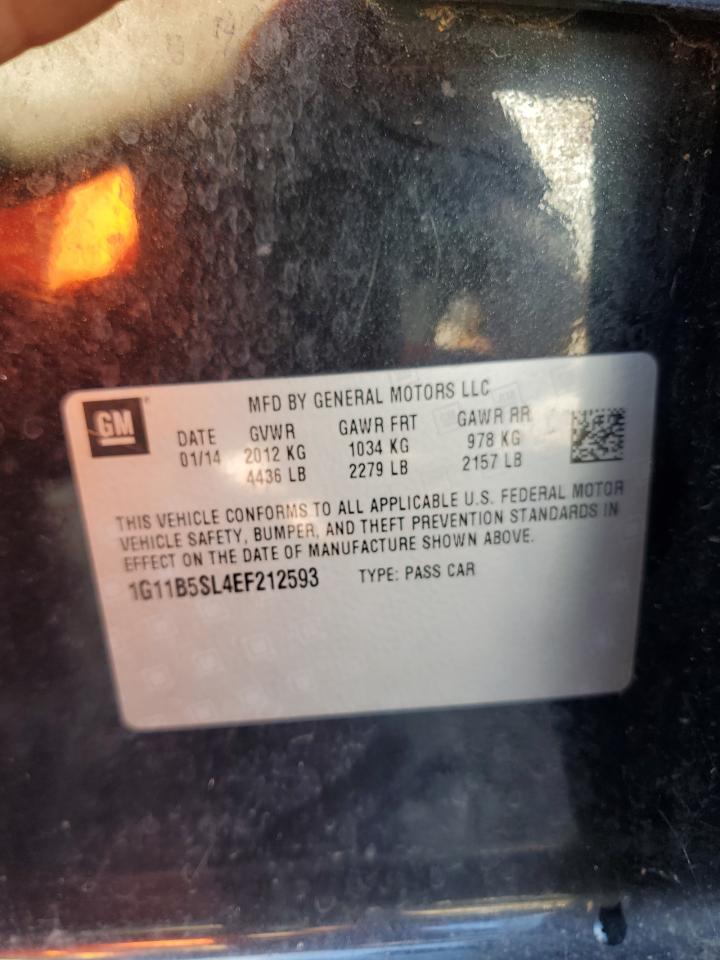 GM
MFD BY GENERAL MOTORS LLC
DATE GVWR GAWR FRT GAWR RR
01/14 2012 KG 1034 KG 978 KG
4436 LB 2279 LB 2157 LB
THIS VEHICLE CONFORMS TO ALL APPLICABLE U.S. FEDERAL MOTOR
VEHICLE SAFETY, BUMPER, AND THEFT PREVENTION STANDARDS IN
EFFECT ON THE DATE OF MANUFACTURE SHOWN ABOVE.
1G11B5SL4EF212593 TYPE: PASS CAR